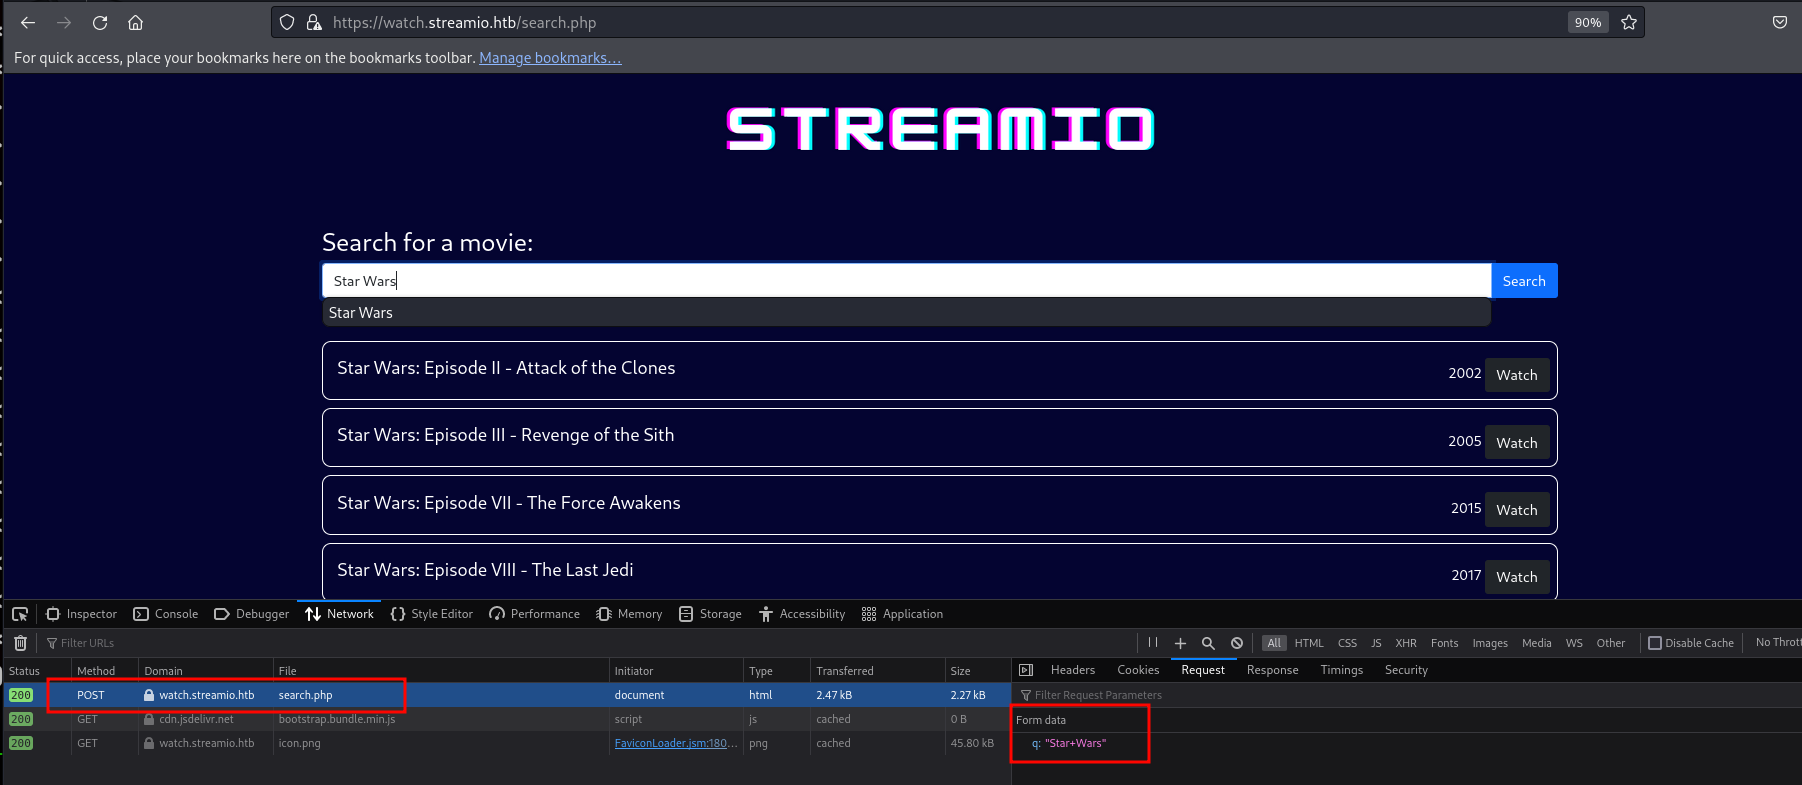 https://watch.streamio.htb/search.php 90%
For quick access, place your bookmarks here on the bookmarks toolbar. Manage bookmarks...
STREAMIO
Search for a movie:
Star Wars Search
Star Wars
Star Wars: Episode II - Attack of the Clones 2002 Watch
Star Wars: Episode III - Revenge of the Sith 2005 Watch
Star Wars: Episode VII - The Force Awakens 2015 Watch
Star Wars: Episode VIII - The Last Jedi 2017 Watch
Inspector Console Debugger Network Style Editor Performance Memory Storage Accessibility Application
Filter URLs All HTML CSS JS XHR Fonts Images Media WS Other Disable Cache No Thrott
Status Method Domain File Initiator Type Transferred Size Headers Cookies Request Response Timings Security
200 POST watch.streamio.htb search.php document html 2.47 kB 2.27 kB Filter Request Parameters
200 GET cdn.jsdelivr.net bootstrap.bundle.min.js script js cached 0 B Form data
200 GET watch.streamio.htb icon.png FaviconLoader.jsm:180... png cached 45.80 kB q: "Star+Wars"